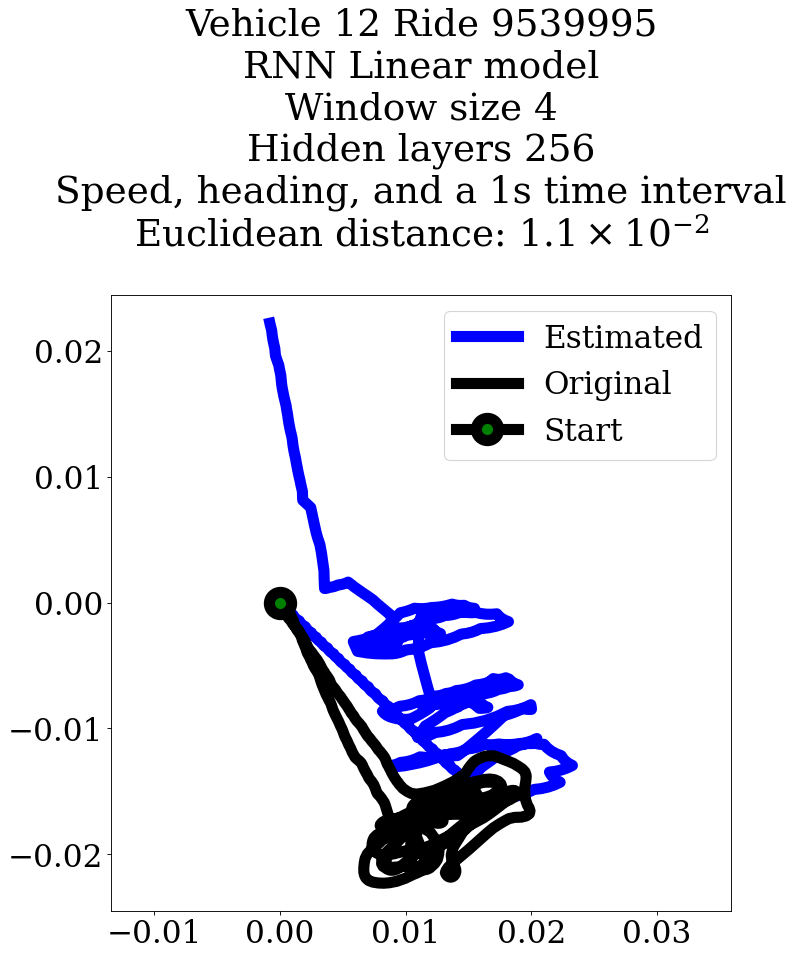 Vehicle 12 Ride 9539995
RNN Linear model
Window size 4
Hidden layers 256
Speed, heading, and a 1s time interval
Euclidean distance: 1.1 × 10⁻²
Estimated
Original
Start
0.02
0.01
0.00
−0.01
−0.02
−0.01 0.00 0.01 0.02 0.03